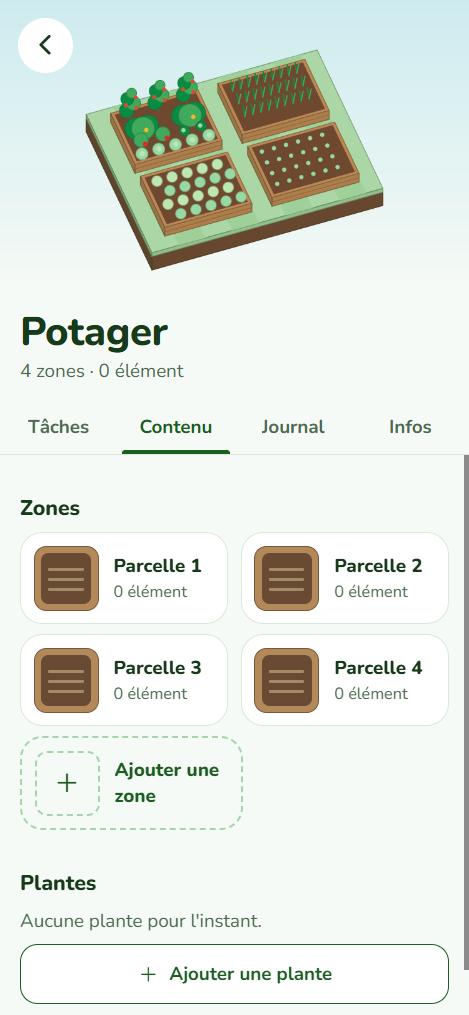 Potager
4 zones · 0 élément
Tâches
Contenu
Journal
Infos
Zones
Parcelle 1
0 élément
Parcelle 2
0 élément
Parcelle 3
0 élément
Parcelle 4
0 élément
Ajouter une
zone
Plantes
Aucune plante pour l'instant.
Ajouter une plante